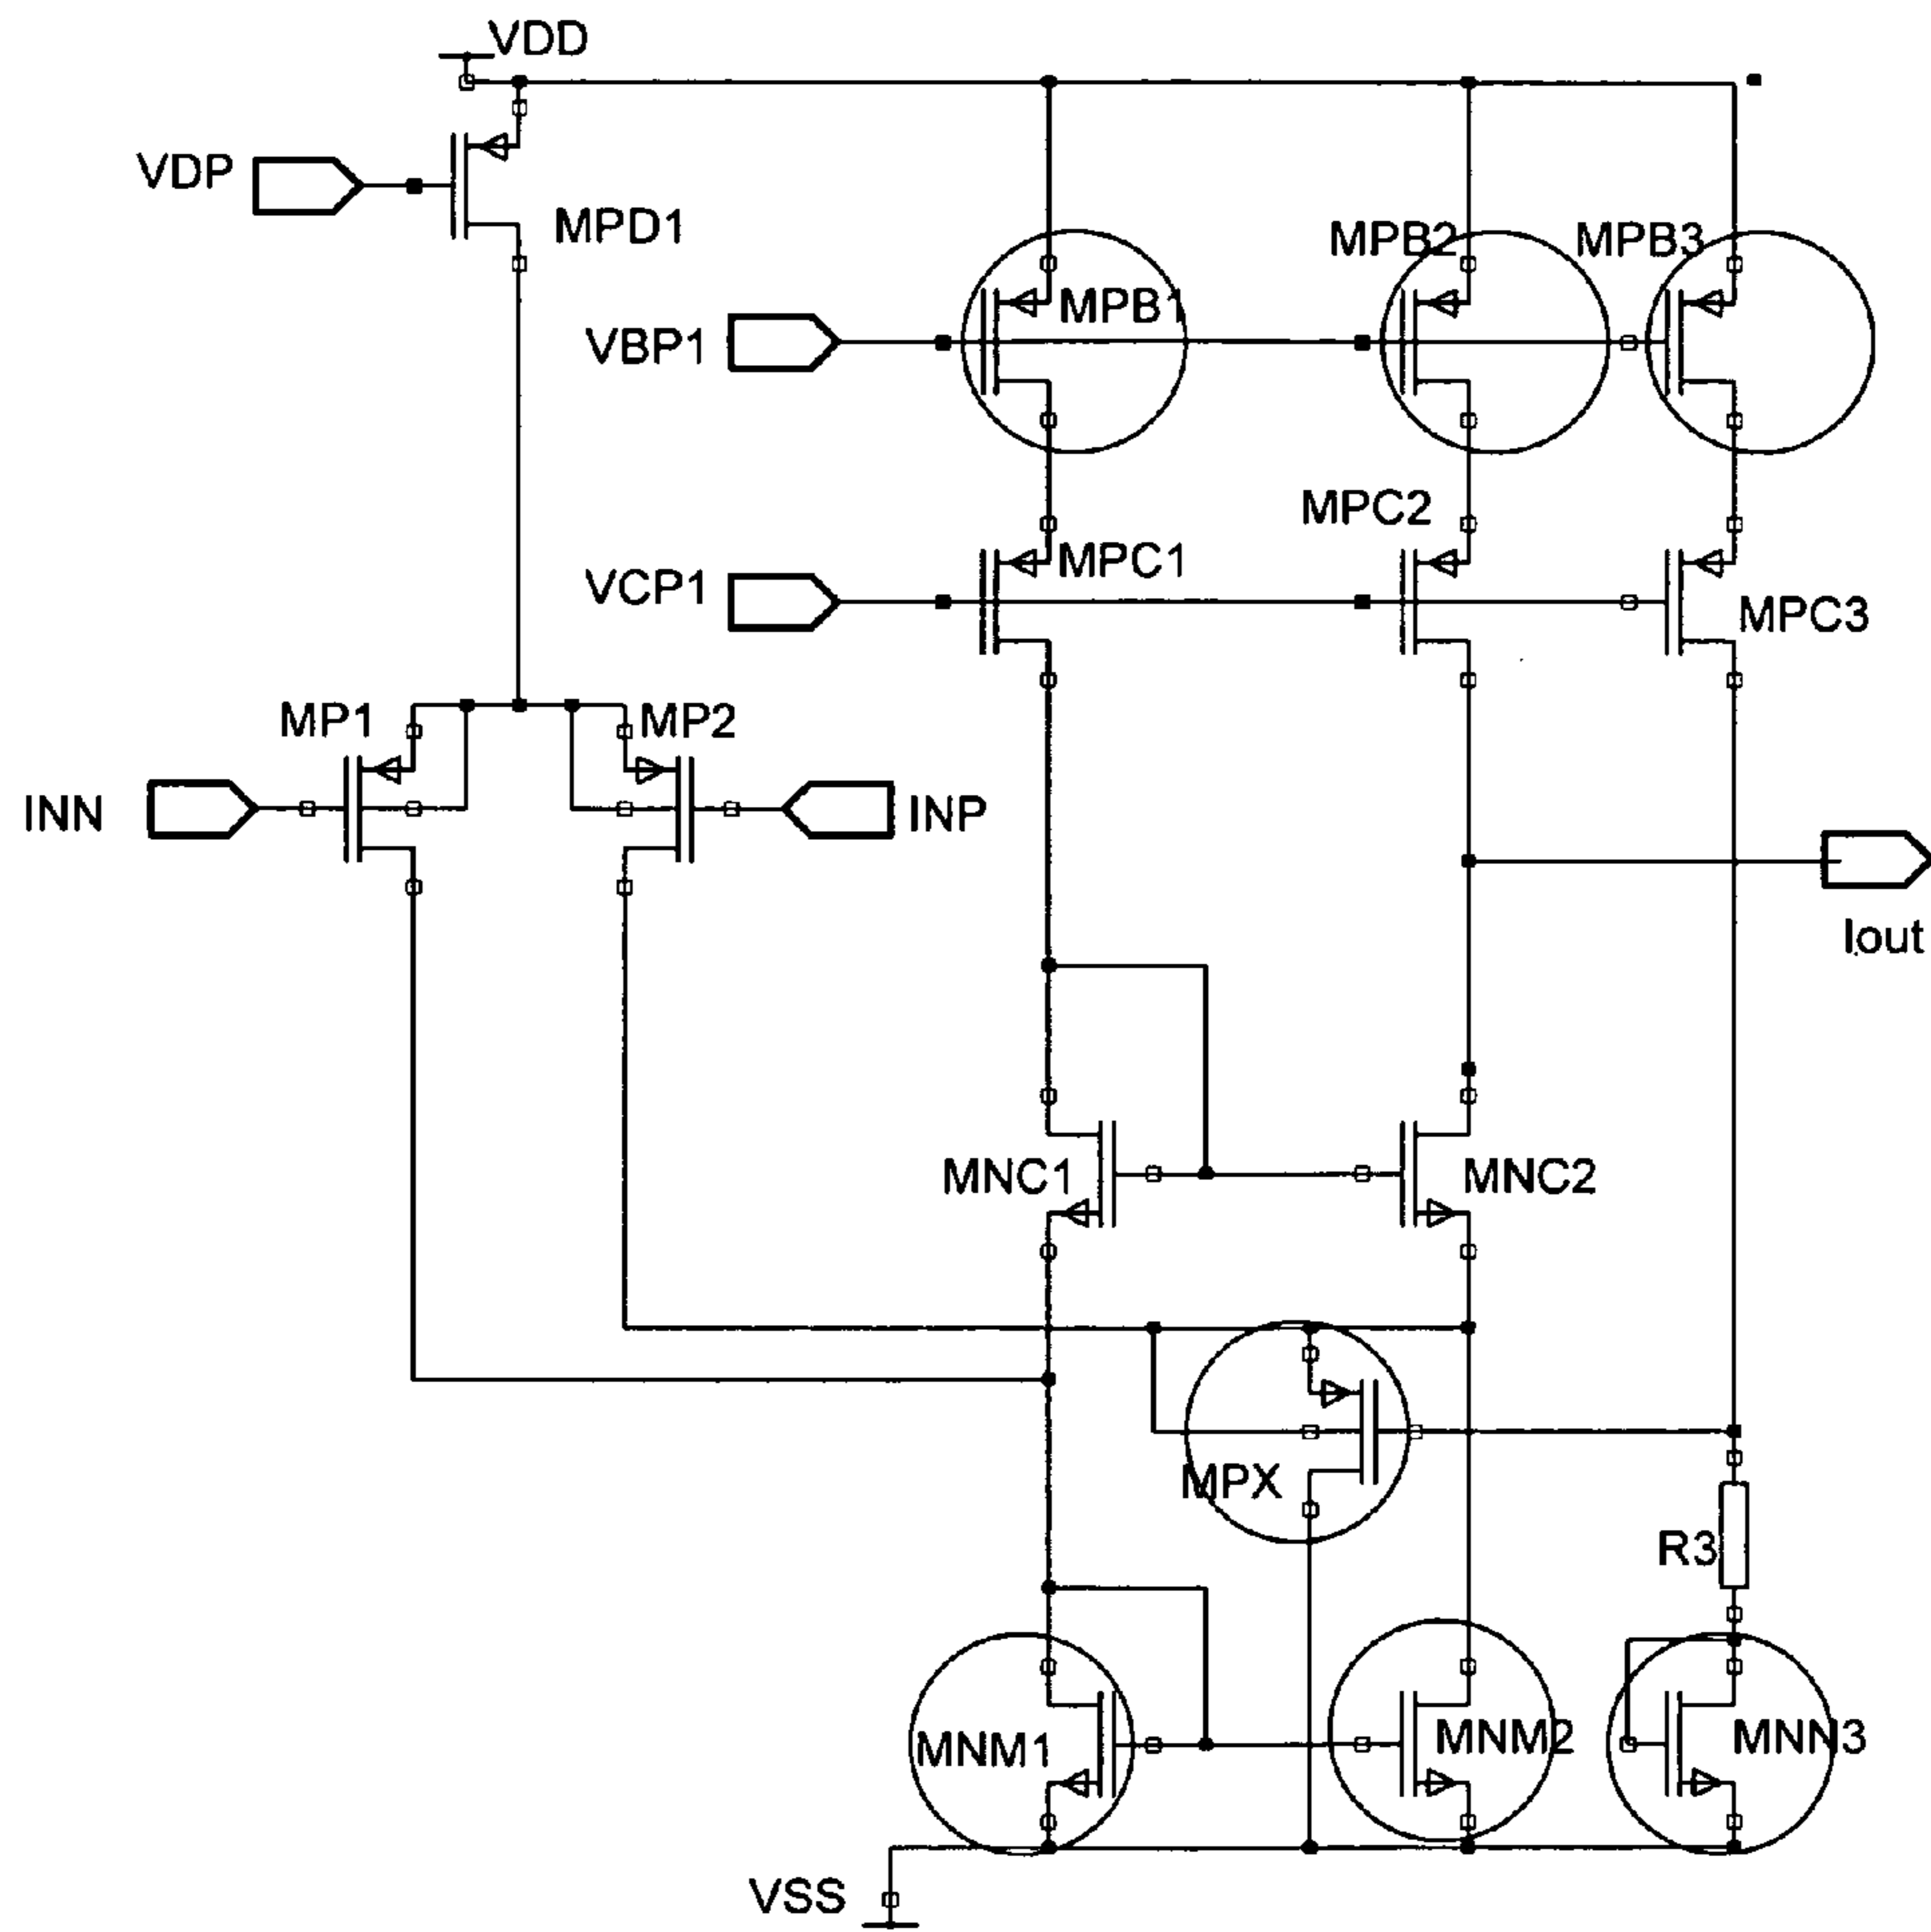 VDD
VDP
MPD1
MPB2
MPB3
MPB1
VBP1
MPC2
MPC1
VCP1
MPC3
MP1
MP2
INN
INP
Iout
MNC1
MNC2
MPX
R3
MNM1
MNM2
MNN3
VSS